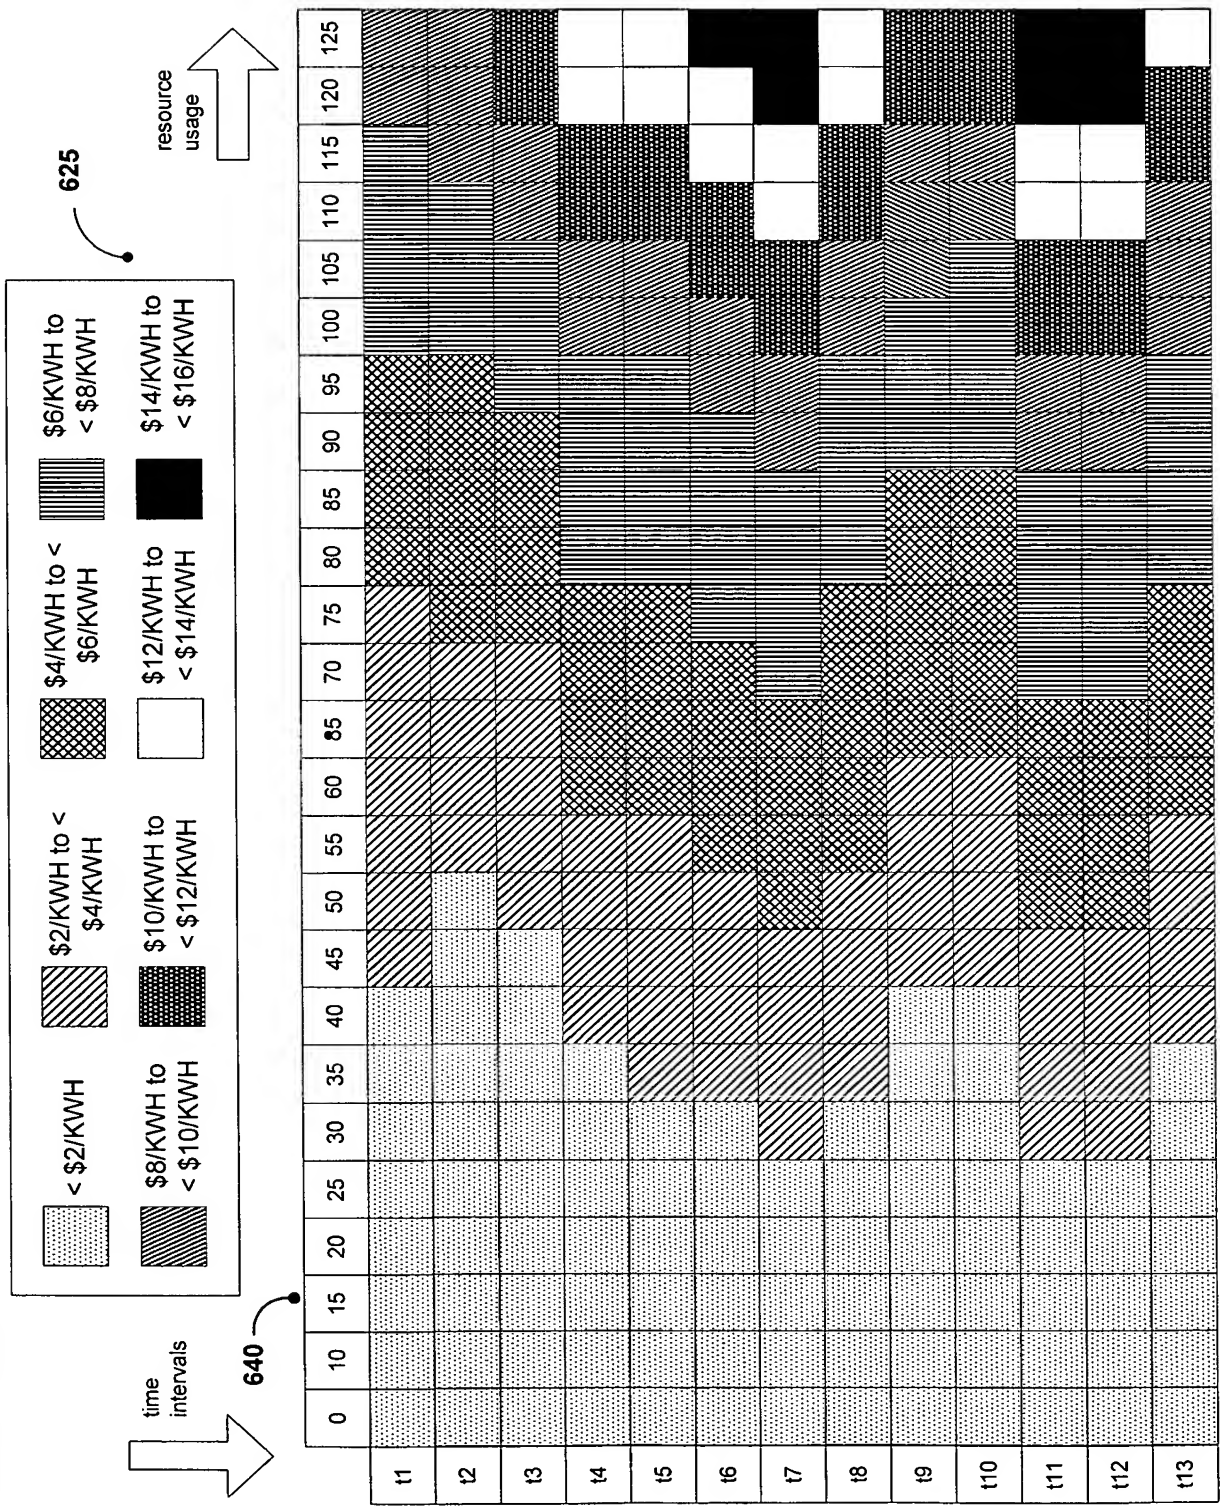 < $2/KWH
$2/KWH to <
$4/KWH
$4/KWH to <
$6/KWH
$6/KWH to
< $8/KWH
$8/KWH to
< $10/KWH
$10/KWH to
< $12/KWH
$12/KWH to
< $14/KWH
$14/KWH to
< $16/KWH
625
time
intervals
resource
usage
640
0 10 15 20 25 30 35 40 45 50 55 60 65 70 75 80 85 90 95 100 105 110 115 120 125
t1
t2
t3
t4
t5
t6
t7
t8
t9
t10
t11
t12
t13